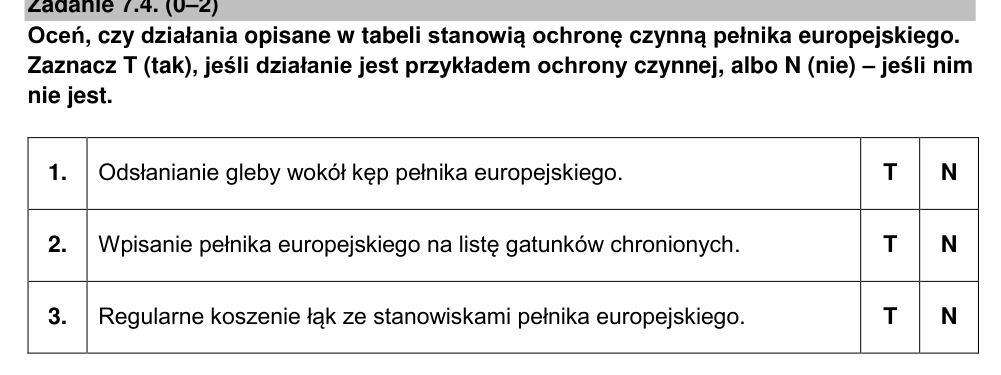 Zadanie 7.4. (0–2)
Oceń, czy działania opisane w tabeli stanowią ochronę czynną pełnika europejskiego.
Zaznacz T (tak), jeśli działanie jest przykładem ochrony czynnej, albo N (nie) – jeśli nim
nie jest.
1. Odsłanianie gleby wokół kęp pełnika europejskiego. T N
2. Wpisanie pełnika europejskiego na listę gatunków chronionych. T N
3. Regularne koszenie łąk ze stanowiskami pełnika europejskiego. T N